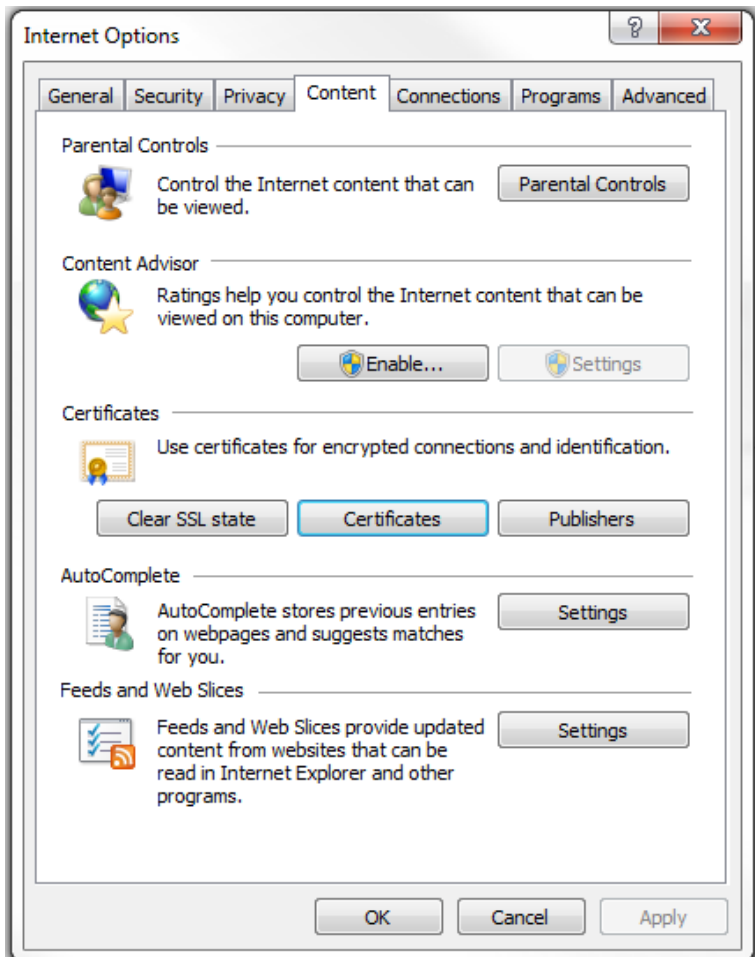 Internet Options
General Security Privacy Content Connections Programs Advanced
Parental Controls
Control the Internet content that can
be viewed.
Parental Controls
Content Advisor
Ratings help you control the Internet content that can be
viewed on this computer.
Enable... Settings
Certificates
Use certificates for encrypted connections and identification.
Clear SSL state Certificates Publishers
AutoComplete
AutoComplete stores previous entries
on webpages and suggests matches
for you.
Settings
Feeds and Web Slices
Feeds and Web Slices provide updated
content from websites that can be
read in Internet Explorer and other
programs.
Settings
OK Cancel Apply